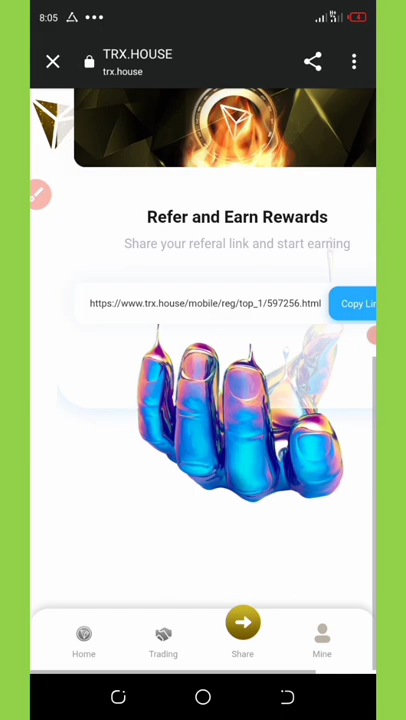 8:05
4
TRX.HOUSE
trx.house
Refer and Earn Rewards
Share your referal link and start earning
https://www.trx.house/mobile/reg/top_1/597256.html
Copy Lin
Home
Trading
Share
Mine